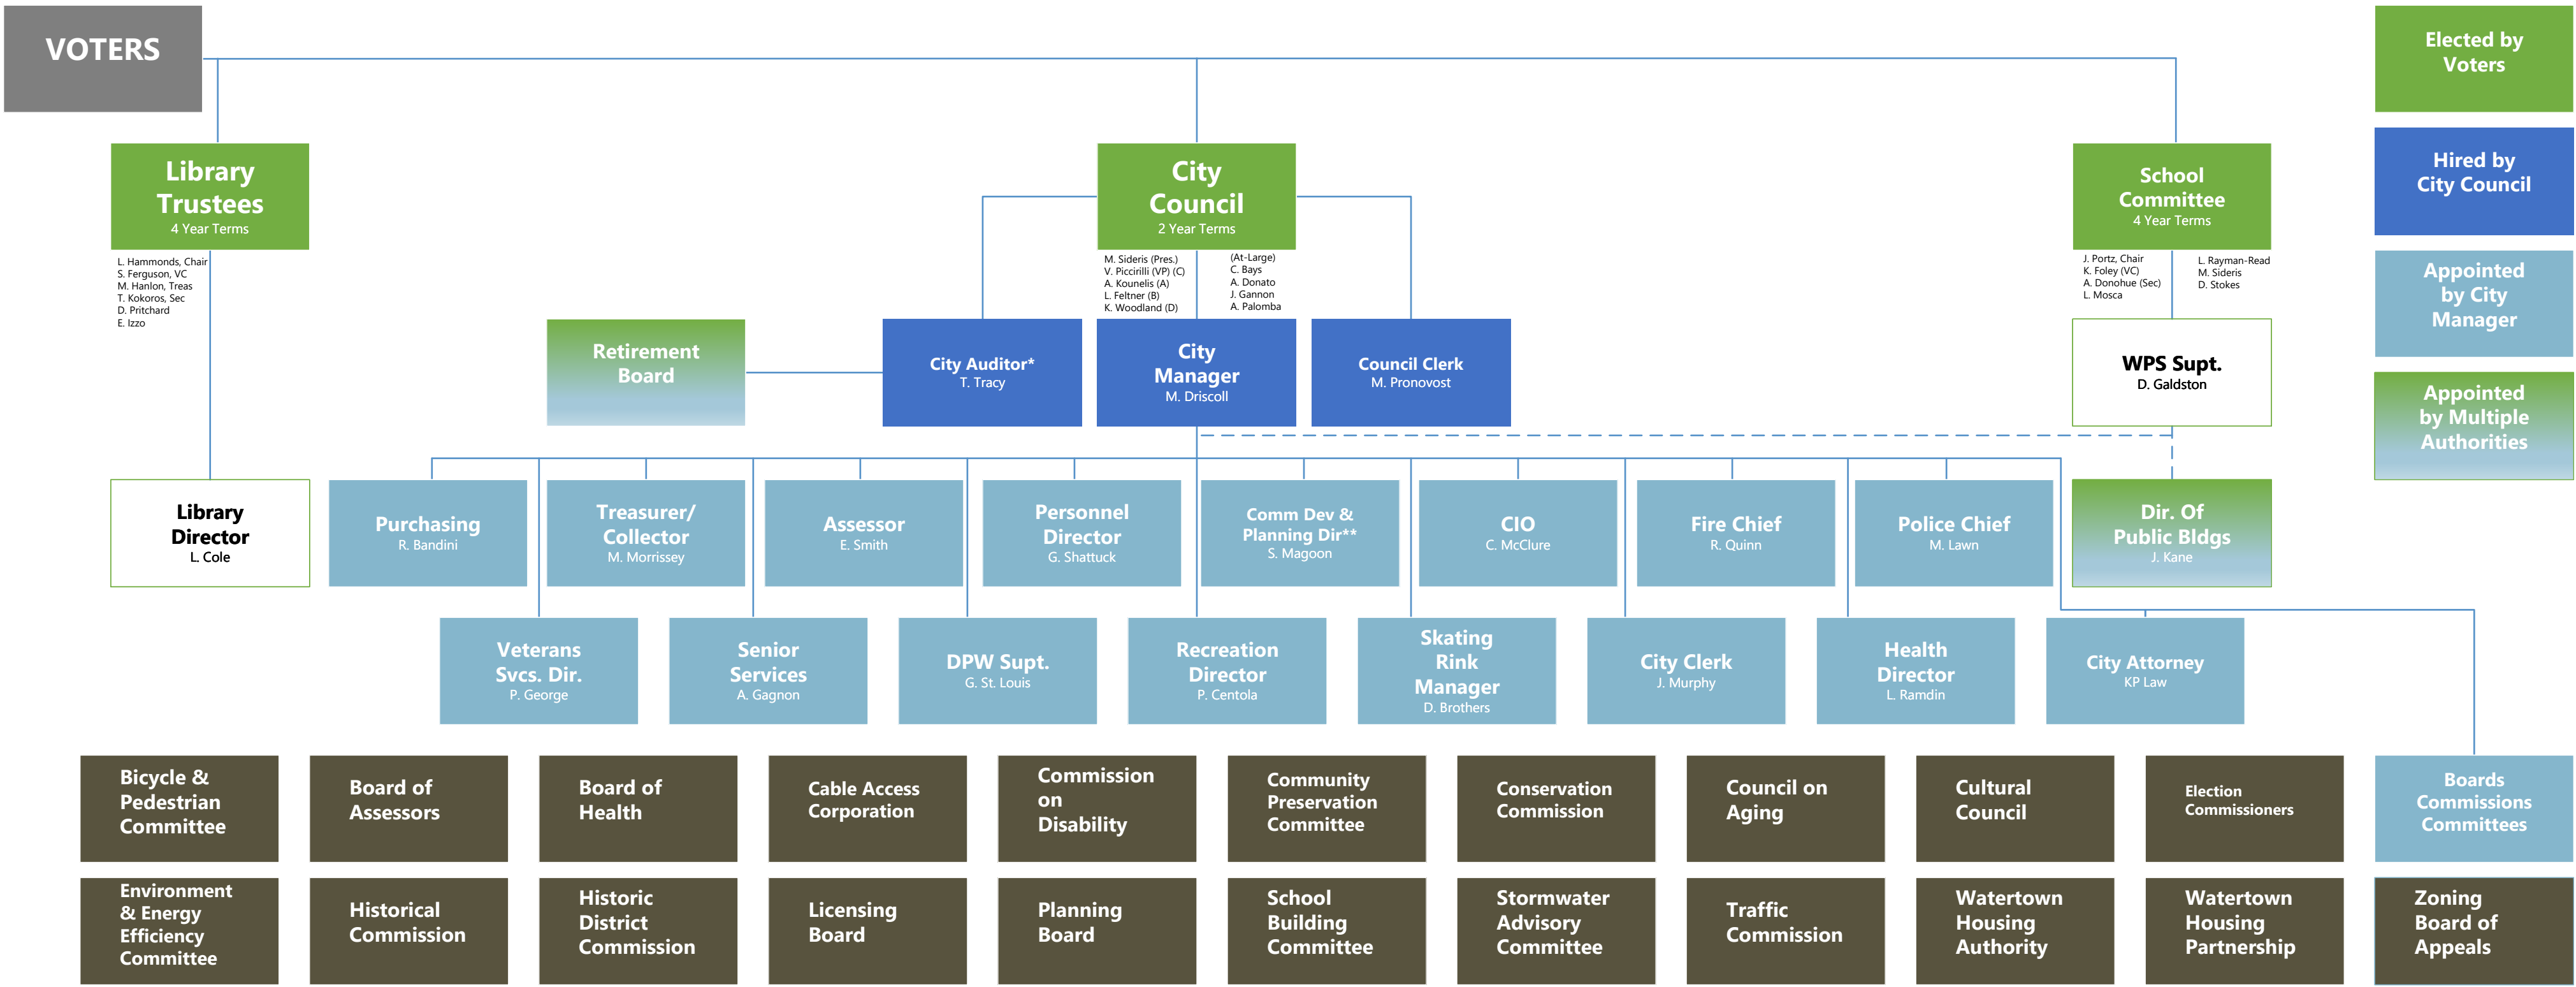 VOTERS
Elected by
Voters
Hired by
City Council
Appointed
by City
Manager
Appointed
by Multiple
Authorities
Library
Trustees
4 Year Terms
L. Hammonds, Chair
S. Ferguson, VC
M. Hanlon, Treas
T. Kokoros, Sec
D. Pritchard
E. Izzo
City
Council
2 Year Terms
M. Sideris (Pres.)
V. Piccirilli (VP) (C)
A. Kounelis (A)
L. Feltner (B)
K. Woodland (D)
(At-Large)
C. Bays
A. Donato
J. Gannon
A. Palomba
School
Committee
4 Year Terms
J. Portz, Chair
K. Foley (VC)
A. Donohue (Sec)
L. Mosca
L. Rayman-Read
M. Sideris
D. Stokes
Retirement
Board
City Auditor*
T. Tracy
City
Manager
M. Driscoll
Council Clerk
M. Pronovost
WPS Supt.
D. Galdston
Library
Director
L. Cole
Purchasing
R. Bandini
Treasurer/
Collector
M. Morrissey
Assessor
E. Smith
Personnel
Director
G. Shattuck
Comm Dev &
Planning Dir**
S. Magoon
CIO
C. McClure
Fire Chief
R. Quinn
Police Chief
M. Lawn
Dir. Of
Public Bldgs
J. Kane
Veterans
Svcs. Dir.
P. George
Senior
Services
A. Gagnon
DPW Supt.
G. St. Louis
Recreation
Director
P. Centola
Skating
Rink
Manager
D. Brothers
City Clerk
J. Murphy
Health
Director
L. Ramdin
City Attorney
KP Law
Bicycle &
Pedestrian
Committee
Board of
Assessors
Board of
Health
Cable Access
Corporation
Commission
on
Disability
Community
Preservation
Committee
Conservation
Commission
Council on
Aging
Cultural
Council
Election
Commissioners
Boards
Commissions
Committees
Environment
& Energy
Efficiency
Committee
Historical
Commission
Historic
District
Commission
Licensing
Board
Planning
Board
School
Building
Committee
Stormwater
Advisory
Committee
Traffic
Commission
Watertown
Housing
Authority
Watertown
Housing
Partnership
Zoning
Board of
Appeals